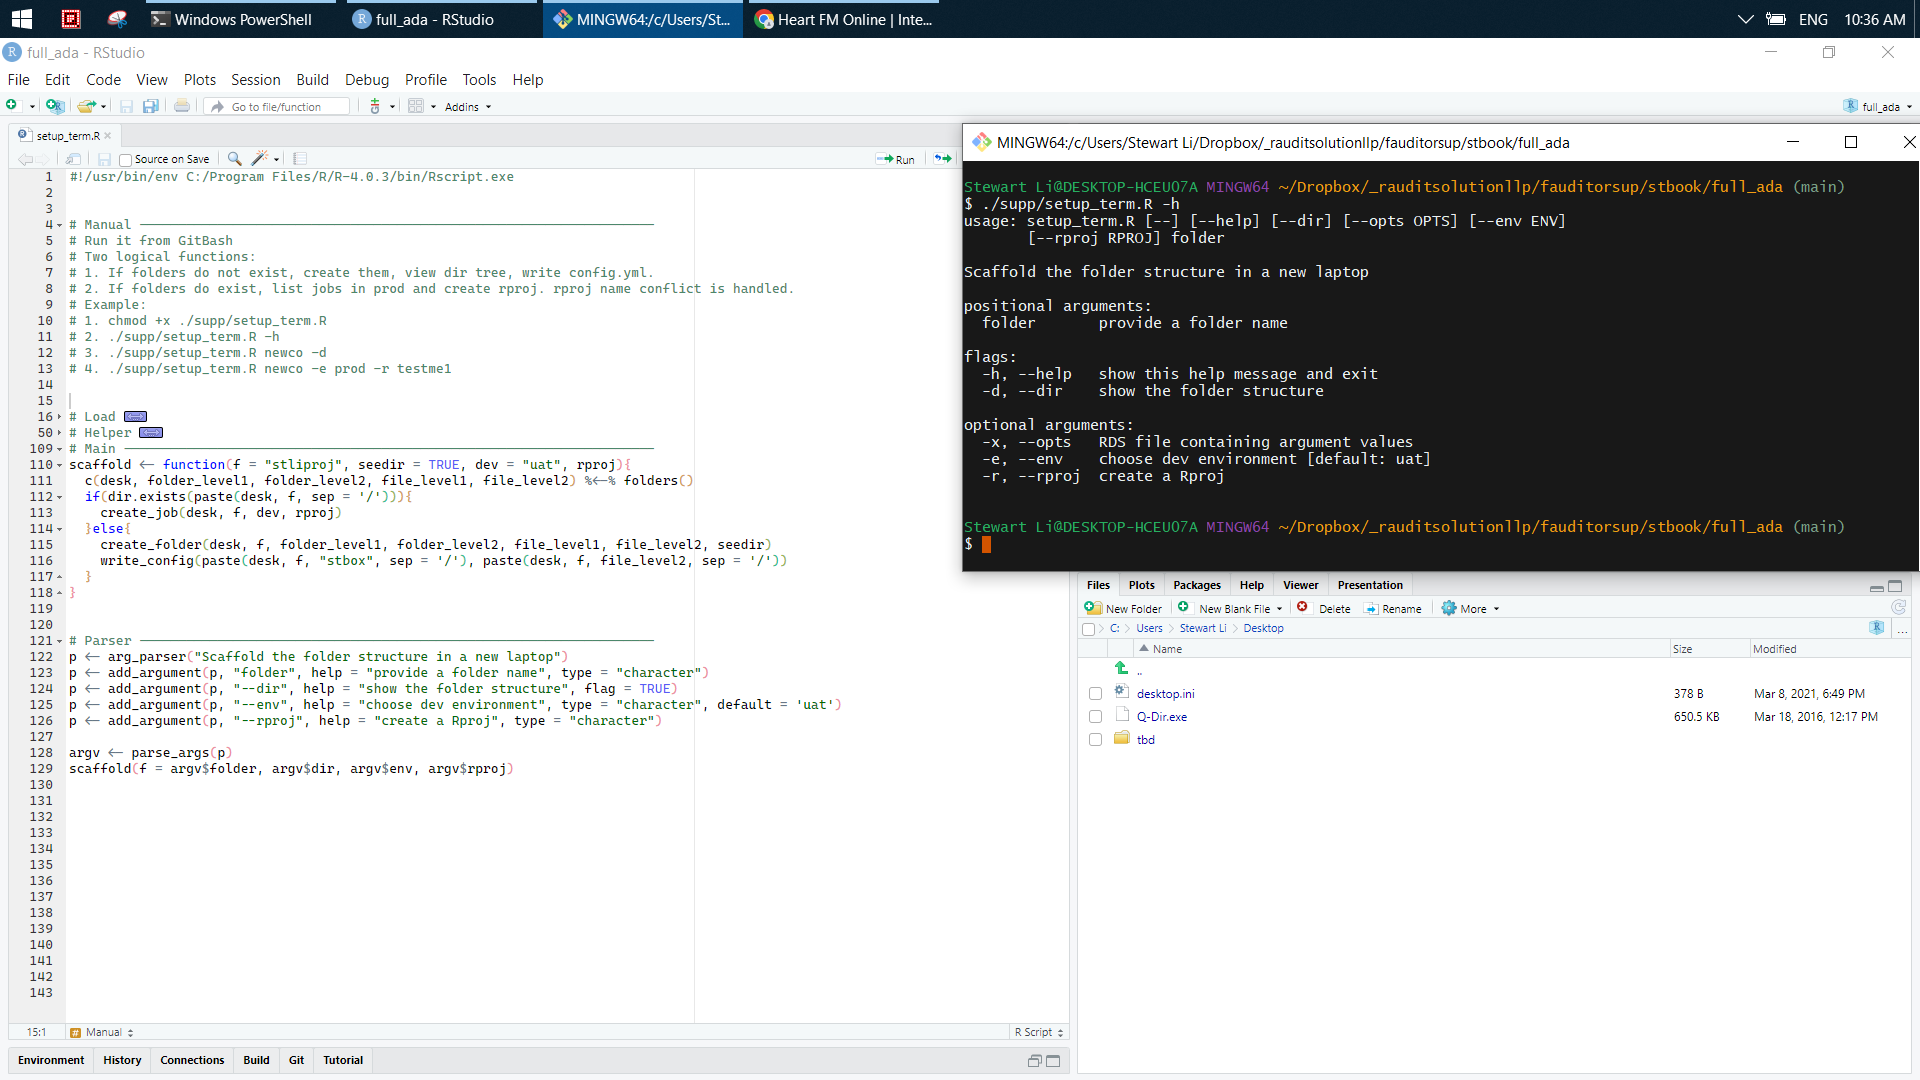 Windows PowerShell
full_ada - RStudio
MINGW64:/c/Users/St...
Heart FM Online | Inte...
ENG
10:36 AM
full_ada - RStudio
File Edit Code View Plots Session Build Debug Profile Tools Help
Go to file/function
Addins
full_ada
setup_term.R
Source on Save
Run
1 #!/usr/bin/env C:/Program Files/R/R-4.0.3/bin/Rscript.exe
2
3
4 # Manual
5 # Run it from GitBash
6 # Two logical functions:
7 # 1. If folders do not exist, create them, view dir tree, write config.yml.
8 # 2. If folders do exist, list jobs in prod and create rproj. rproj name conflict is handled.
9 # Example:
10 # 1. chmod +x ./supp/setup_term.R
11 # 2. ./supp/setup_term.R -h
12 # 3. ./supp/setup_term.R newco -d
13 # 4. ./supp/setup_term.R newco -e prod -r testme1
14
15
16 # Load
50 # Helper
109 # Main
110 scaffold <- function(f = "stliproj", seedir = TRUE, dev = "uat", rproj){
111 c(desk, folder_level1, folder_level2, file_level1, file_level2) %<-% folders()
112 if(dir.exists(paste(desk, f, sep = '/'))){
113 create_job(desk, f, dev, rproj)
114 }else{
115 create_folder(desk, f, folder_level1, folder_level2, file_level1, file_level2, seedir)
116 write_config(paste(desk, f, "stbox", sep = '/'), paste(desk, f, file_level2, sep = '/'))
117 }
118 }
119
120
121 # Parser
122 p <- arg_parser("Scaffold the folder structure in a new laptop")
123 p <- add_argument(p, "folder", help = "provide a folder name", type = "character")
124 p <- add_argument(p, "--dir", help = "show the folder structure", flag = TRUE)
125 p <- add_argument(p, "--env", help = "choose dev environment", type = "character", default = 'uat')
126 p <- add_argument(p, "--rproj", help = "create a Rproj", type = "character")
127
128 argv <- parse_args(p)
129 scaffold(f = argv$folder, argv$dir, argv$env, argv$rproj)
130
131
132
133
134
135
136
137
138
139
140
141
142
143
15:1
# Manual
R Script
Environment History Connections Build Git Tutorial
MINGW64:/c/Users/Stewart Li/Dropbox/_rauditsolutionllp/fauditorsup/stbook/full_ada
Stewart Li@DESKTOP-HCEUO7A MINGW64 ~/Dropbox/_rauditsolutionllp/fauditorsup/stbook/full_ada (main)
$ ./supp/setup_term.R -h
usage: setup_term.R [--] [--help] [--dir] [--opts OPTS] [--env ENV]
[--rproj RPROJ] folder
Scaffold the folder structure in a new laptop
positional arguments:
folder provide a folder name
flags:
-h, --help show this help message and exit
-d, --dir show the folder structure
optional arguments:
-x, --opts RDS file containing argument values
-e, --env choose dev environment [default: uat]
-r, --rproj create a Rproj
Stewart Li@DESKTOP-HCEUO7A MINGW64 ~/Dropbox/_rauditsolutionllp/fauditorsup/stbook/full_ada (main)
$
Files Plots Packages Help Viewer Presentation
New Folder New Blank File Delete Rename More
C: Users Stewart Li Desktop
...
Name Size Modified
..
desktop.ini 378 B Mar 8, 2021, 6:49 PM
Q-Dir.exe 650.5 KB Mar 18, 2016, 12:17 PM
tbd